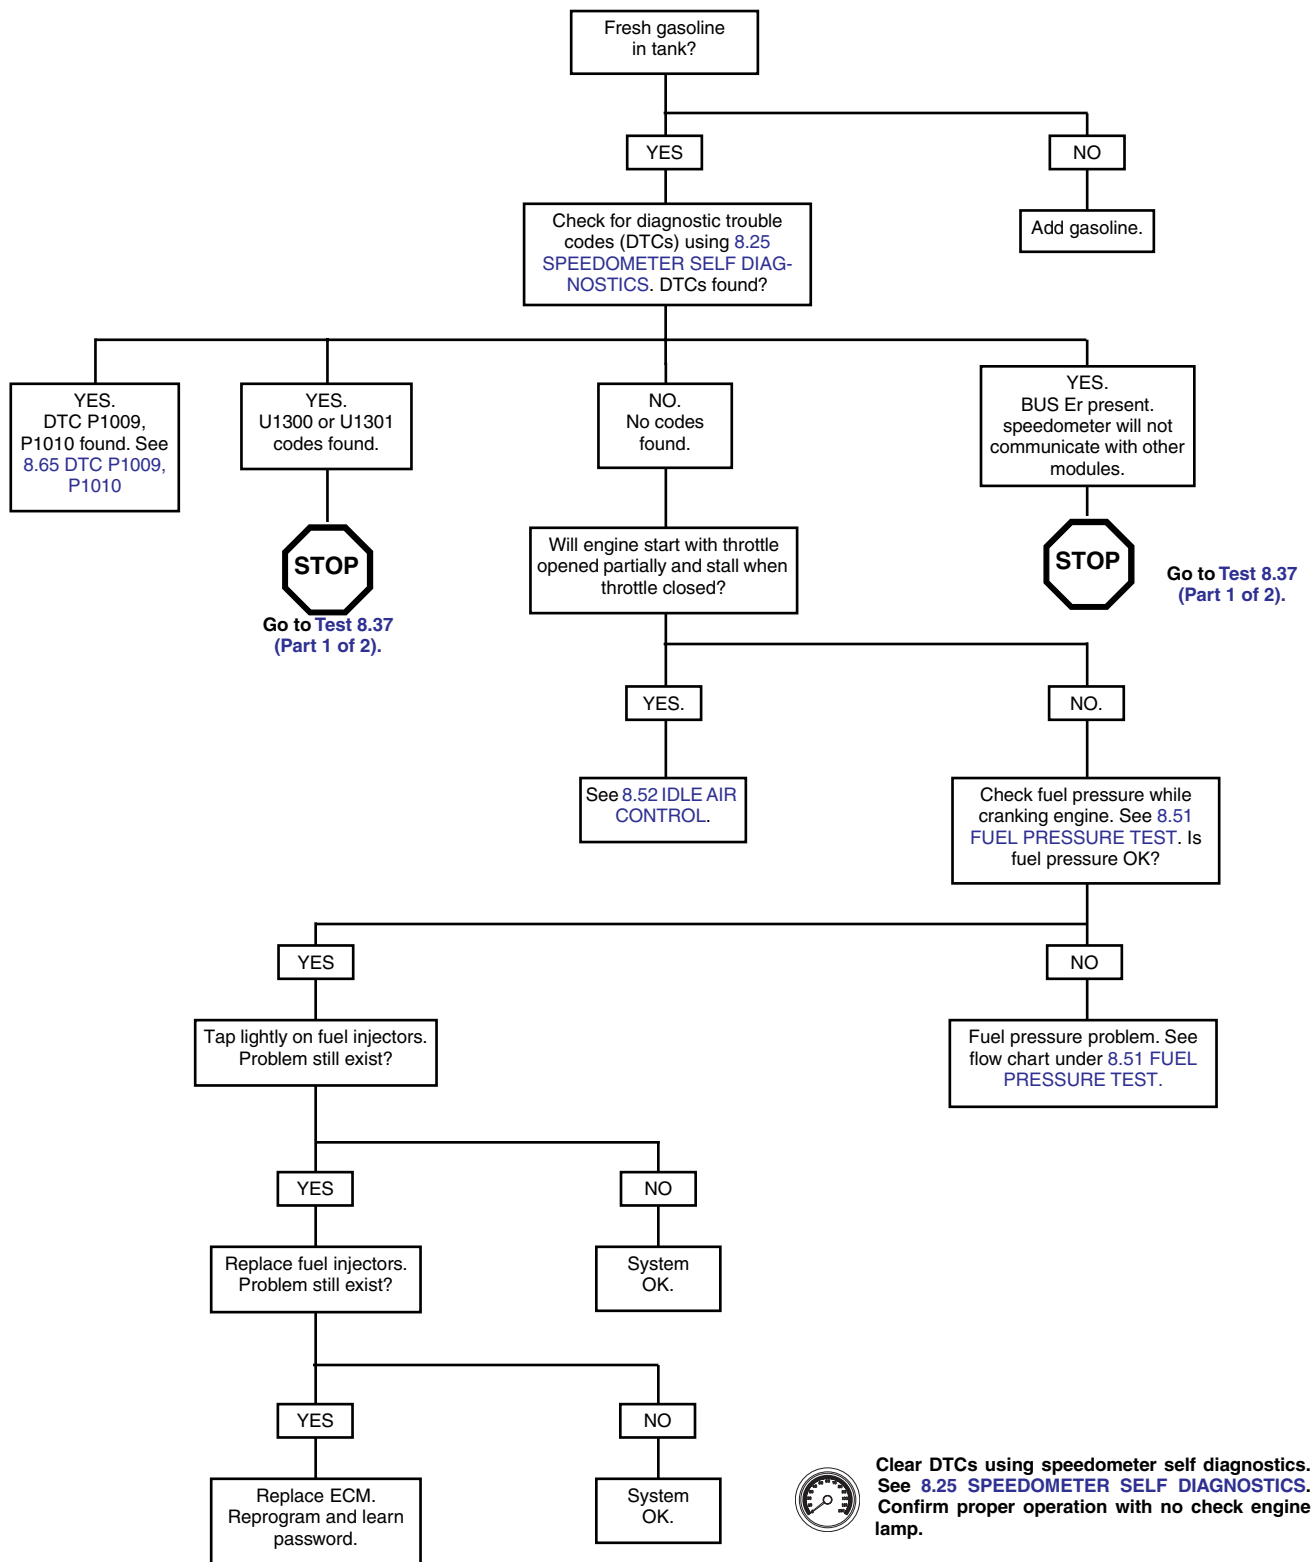 Fresh gasoline
in tank?
YES
NO
Check for diagnostic trouble
codes (DTCs) using 8.25
SPEEDOMETER SELF DIAG-
NOSTICS. DTCs found?
Add gasoline.
YES.
DTC P1009,
P1010 found. See
8.65 DTC P1009,
P1010
YES.
U1300 or U1301
codes found.
NO.
No codes
found.
YES.
BUS Er present.
speedometer will not
communicate with other
modules.
STOP
Go to Test 8.37
(Part 1 of 2).
Will engine start with throttle
opened partially and stall when
throttle closed?
STOP
Go to Test 8.37
(Part 1 of 2).
YES.
NO.
See 8.52 IDLE AIR
CONTROL.
Check fuel pressure while
cranking engine. See 8.51
FUEL PRESSURE TEST. Is
fuel pressure OK?
YES
NO
Tap lightly on fuel injectors.
Problem still exist?
Fuel pressure problem. See
flow chart under 8.51 FUEL
PRESSURE TEST.
YES
NO
Replace fuel injectors.
Problem still exist?
System
OK.
YES
NO
Replace ECM.
Reprogram and learn
password.
System
OK.
Clear DTCs using speedometer self diagnostics.
See 8.25 SPEEDOMETER SELF DIAGNOSTICS.
Confirm proper operation with no check engine
lamp.